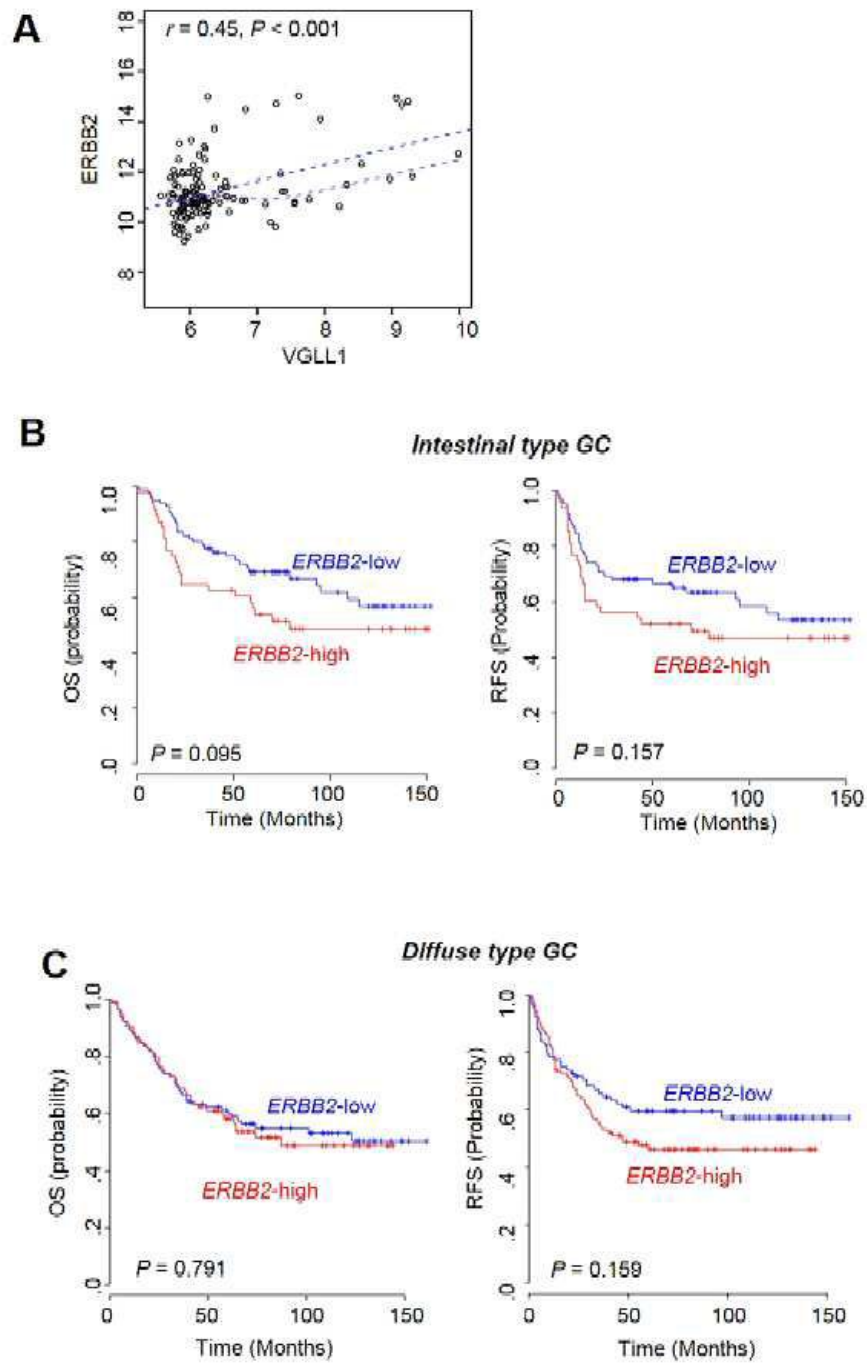 A
r = 0.45, P < 0.001
18
16
14
12
10
8
ERBB2
6 7 8 9 10
VGLL1
B
Intestinal type GC
1.0
.8
.6
.4
.2
.0
OS (probability)
ERBB2-low
ERBB2-high
P = 0.095
0 50 100 150
Time (Months)
1.0
.8
.6
.4
.2
.0
RFS (Probability)
ERBB2-low
ERBB2-high
P = 0.157
0 50 100 150
Time (Months)
C
Diffuse type GC
1.0
.8
.6
.4
.2
.0
OS (probability)
ERBB2-low
ERBB2-high
P = 0.791
0 50 100 150
Time (Months)
1.0
.8
.6
.4
.2
.0
RFS (Probability)
ERBB2-low
ERBB2-high
P = 0.159
0 50 100 150
Time (Months)